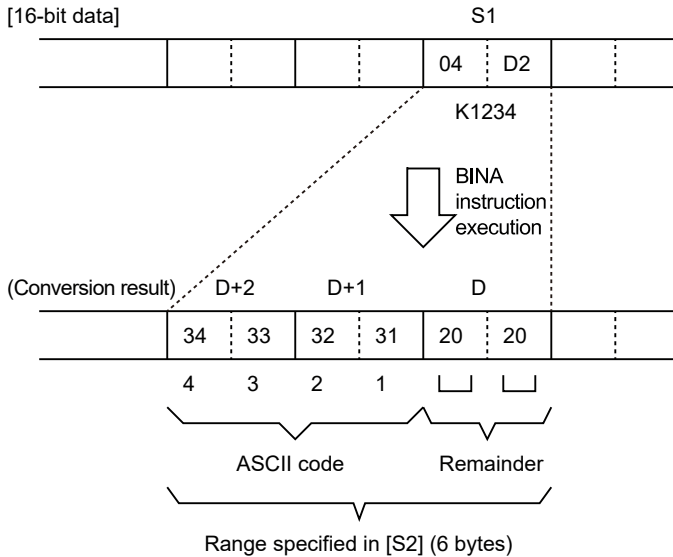 [16-bit data] S1
04 D2
K1234
BINA
instruction
execution
(Conversion result) D+2 D+1 D
34 33 32 31 20 20
4 3 2 1
ASCII code Remainder
Range specified in [S2] (6 bytes)